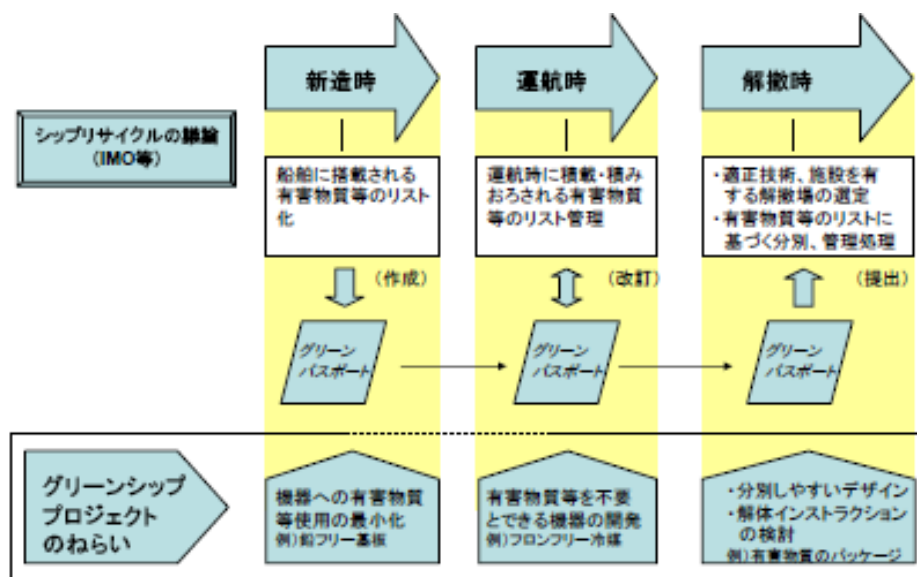 新造時
運航時
解撤時
シップリサイクルの議論
(IMO等)
船舶に搭載される
有害物質等のリスト
化
運航時に積載・積み
おろされる有害物質
等のリスト管理
・適正技術、施設を有
する解撤場の選定
・有害物質等のリストに
基づく分別、管理処理
(作成)
(改訂)
(提出)
グリーン
パスポート
グリーン
パスポート
グリーン
パスポート
グリーンシップ
プロジェクト
のねらい
機器への有害物質
等使用の最小化
例)鉛フリー基板
有害物質等を不要
とできる機器の開発
例)フロンフリー冷媒
・分別しやすいデザイン
・解体インストラクション
の検討
例)有害物質のパッケージ